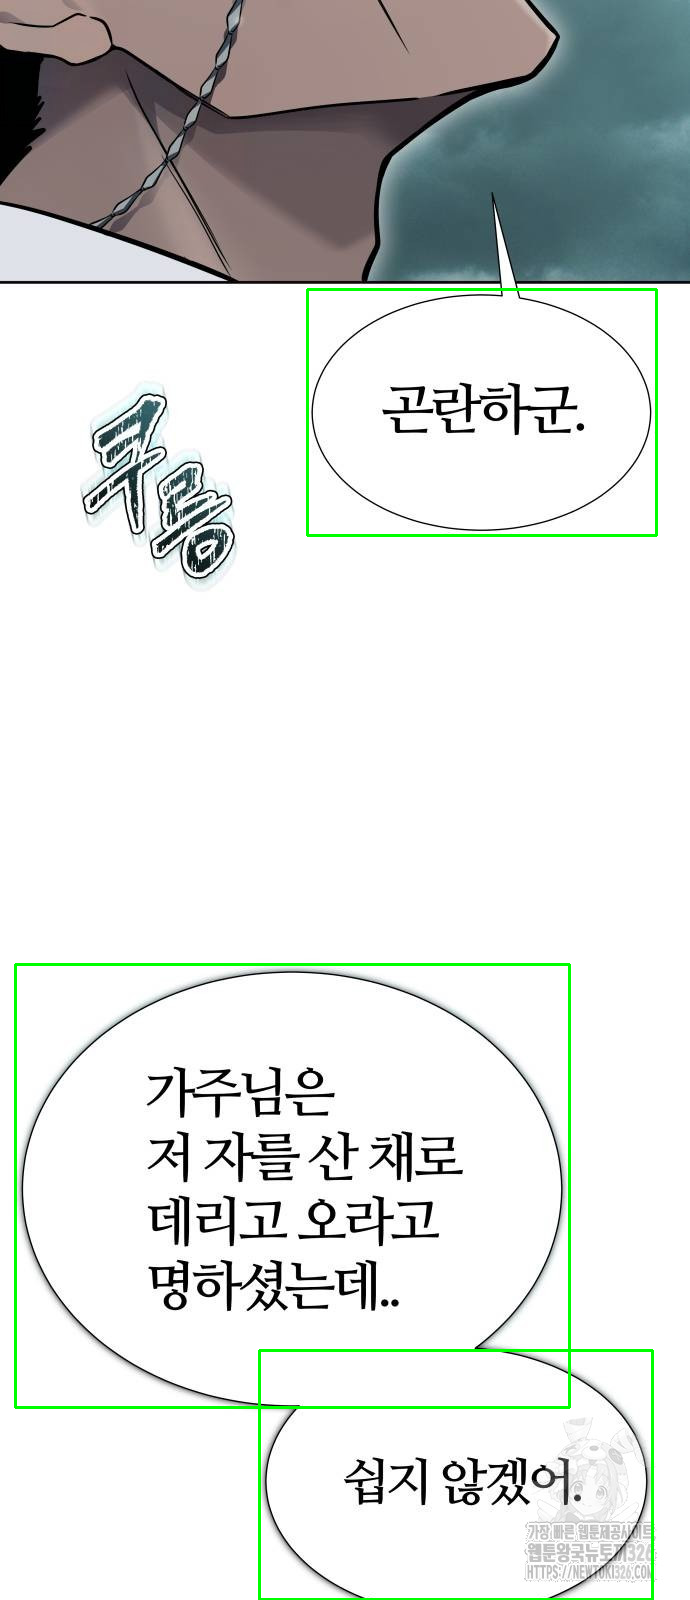 곤란하군.
쿠릉
가주님은
저 자를 산 채로
데리고 오라고
명하셨는데..
쉽지 않겠어.
가장 빠른 웹툰제공사이트
웹툰왕국뉴토끼326
HTTPS://NEWTOKI326.COM